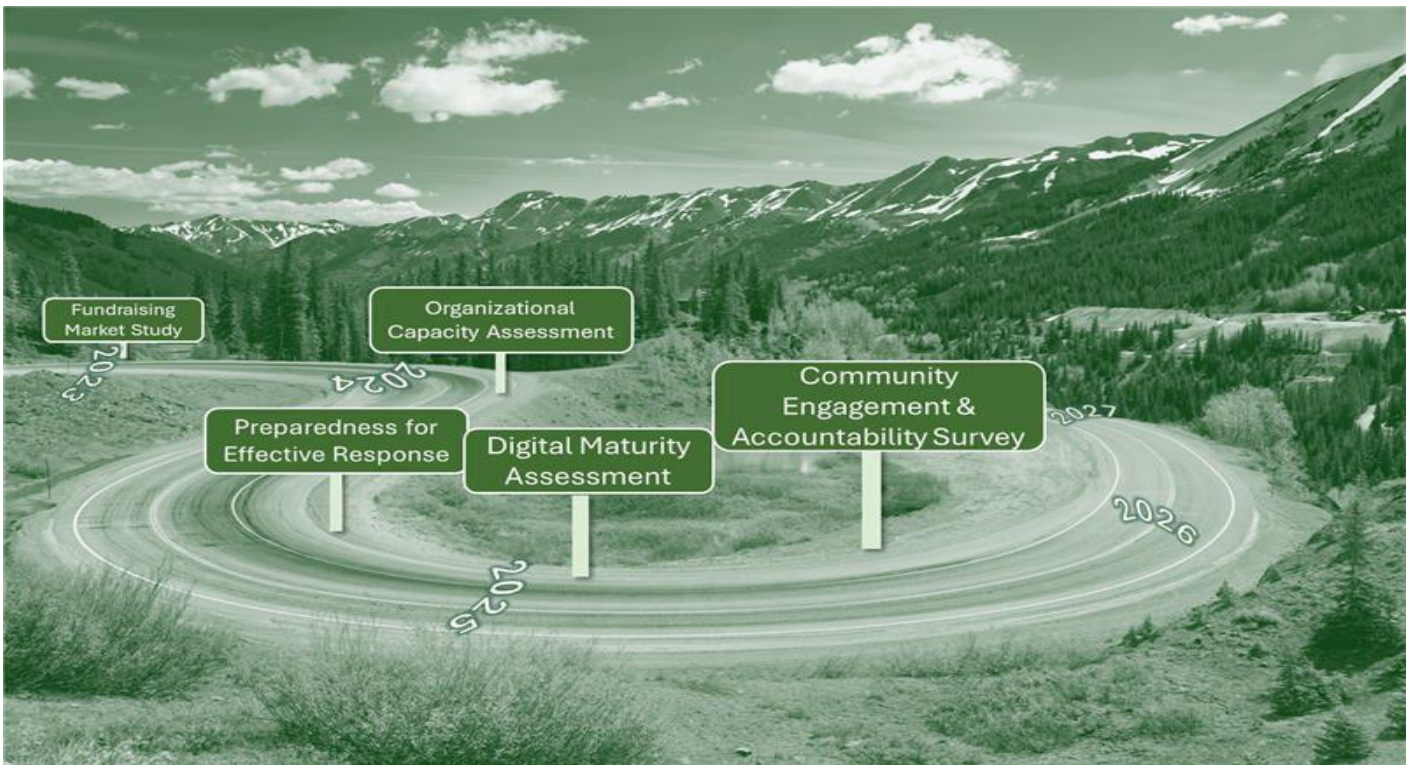 Fundraising
Market Study
2023
Organizational
Capacity Assessment
2024
Preparedness for
Effective Response
Digital Maturity
Assessment
2025
Community
Engagement &
Accountability Survey
2026
2027